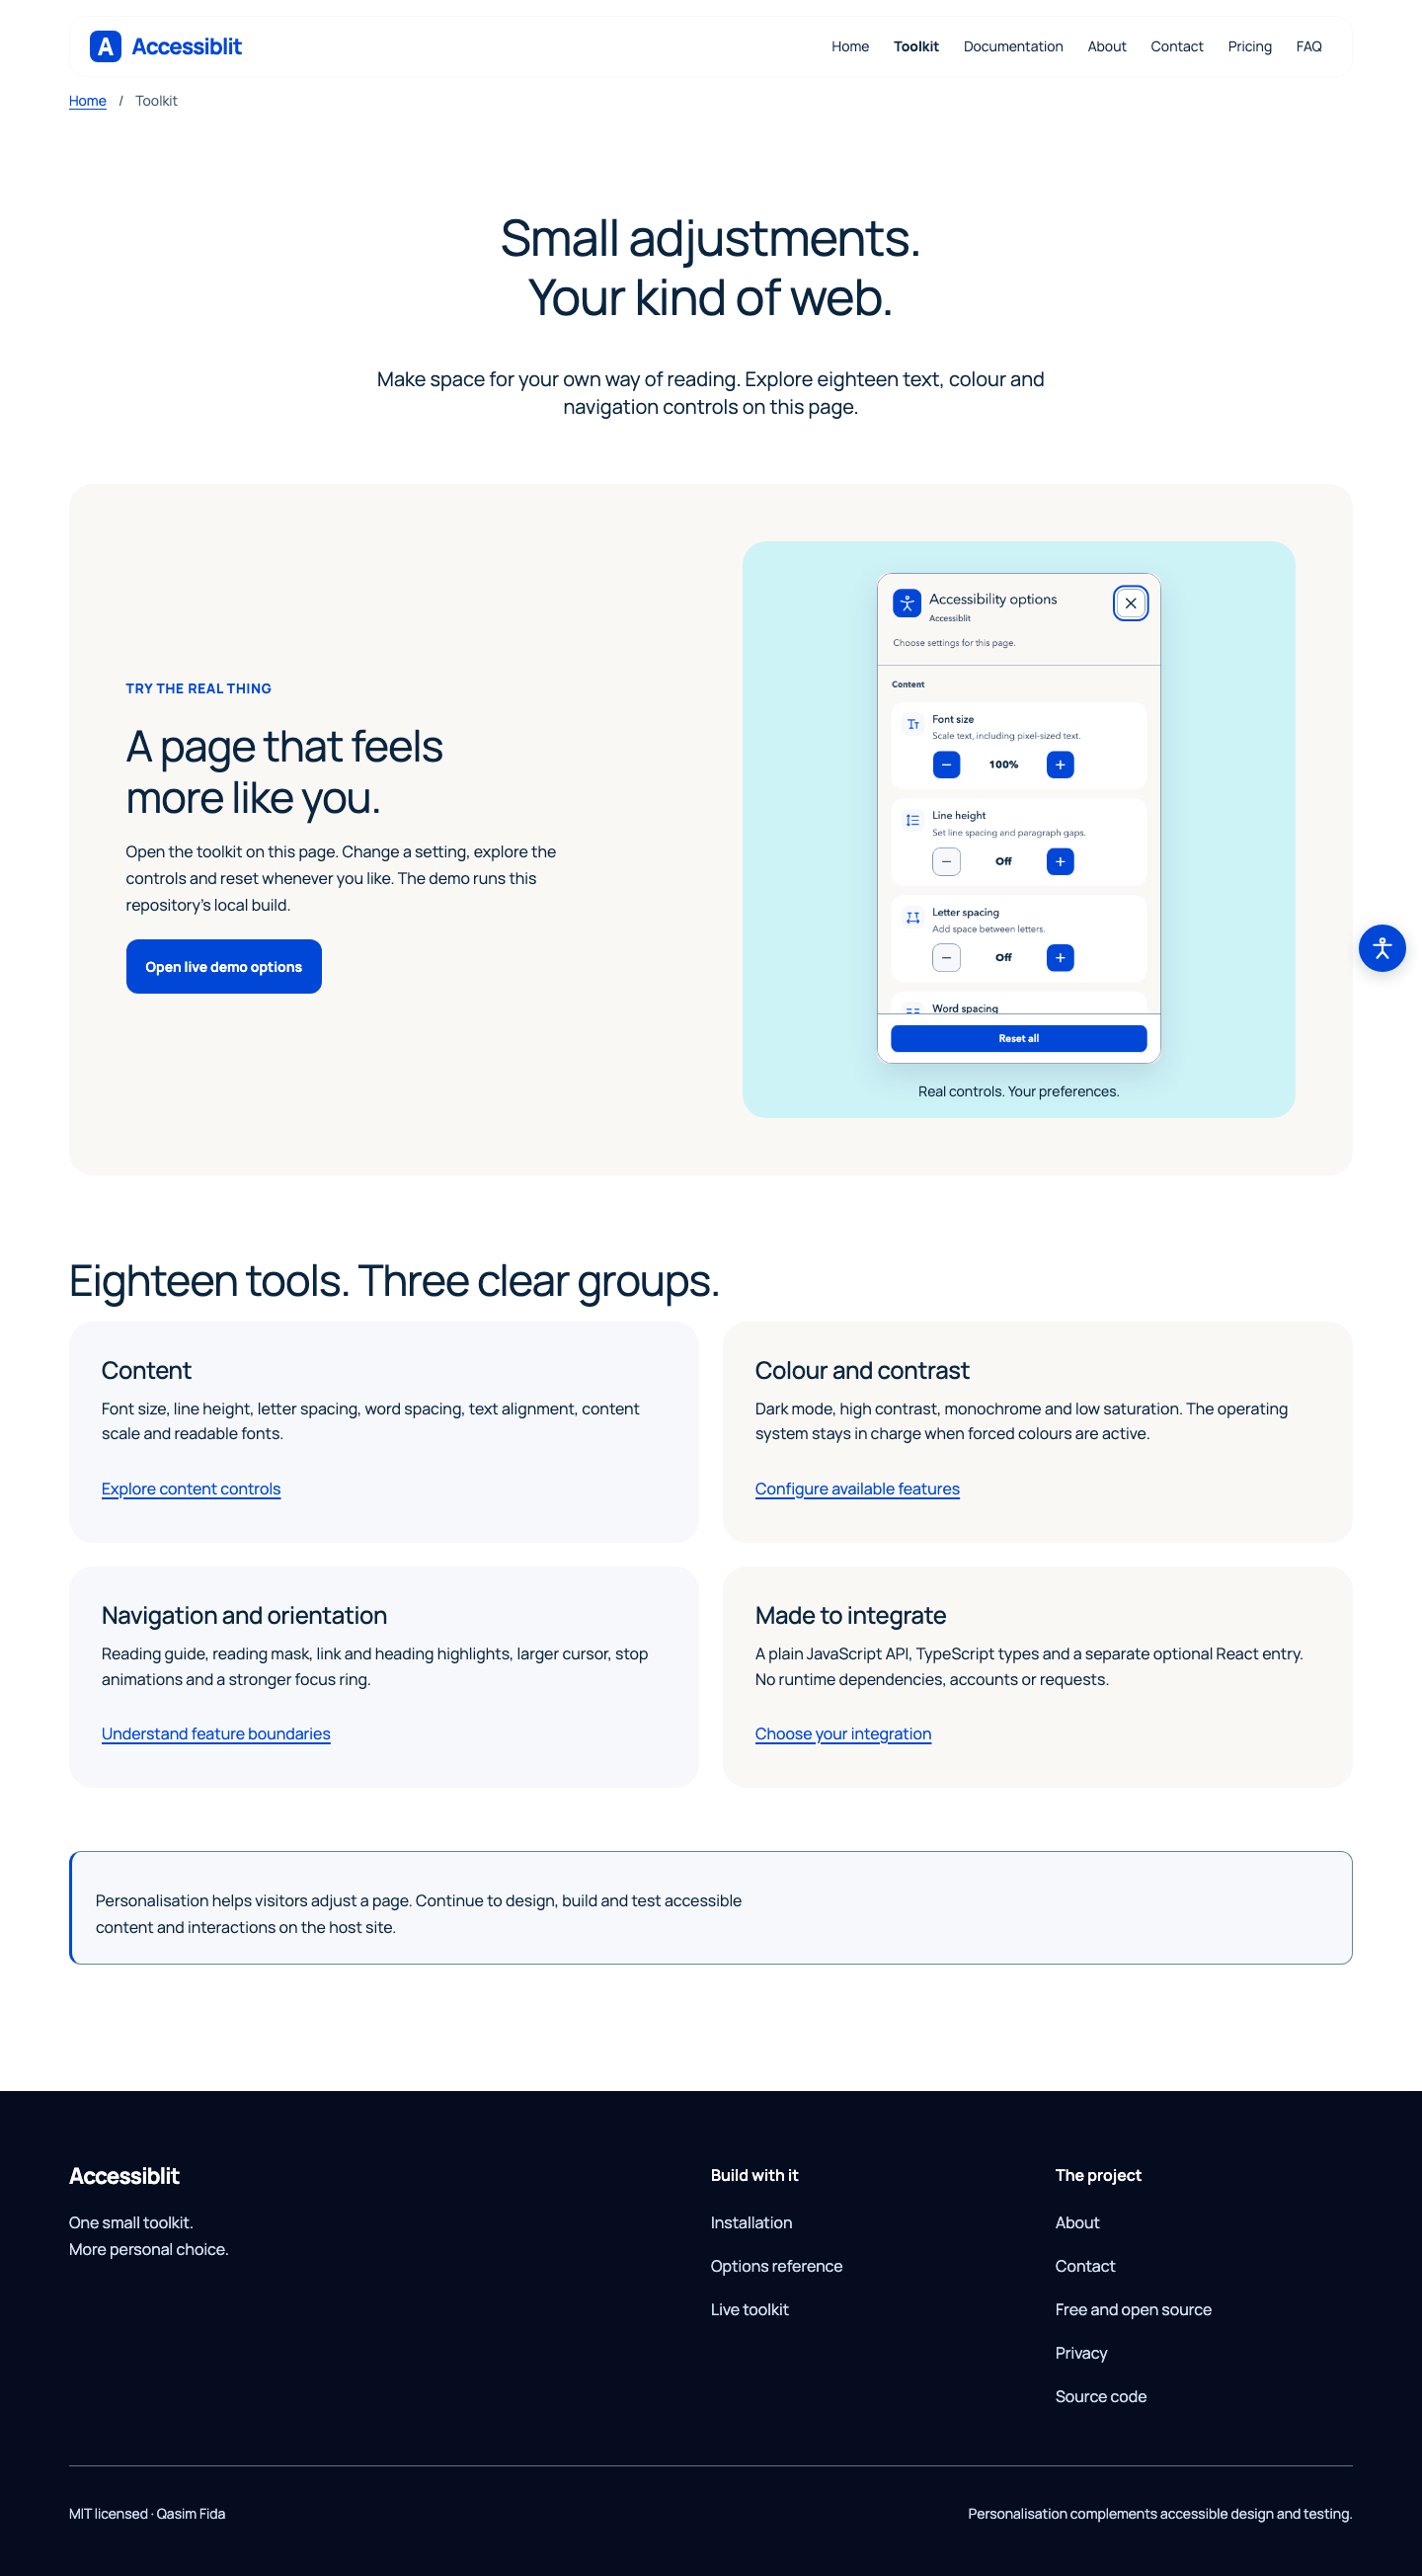 A Accessiblit
Home Toolkit Documentation About Contact Pricing FAQ
Home / Toolkit
Small adjustments.
Your kind of web.
Make space for your own way of reading. Explore eighteen text, colour and
navigation controls on this page.
TRY THE REAL THING
A page that feels
more like you.
Open the toolkit on this page. Change a setting, explore the
controls and reset whenever you like. The demo runs this
repository’s local build.
Open live demo options
Accessibility options
Accessiblit
Choose settings for this page.
Content
Font size
Scale text, including pixel-sized text.
− 100% +
Line height
Set line spacing and paragraph gaps.
− Off +
Letter spacing
Add space between letters.
− Off +
Word spacing
Reset all
Real controls. Your preferences.
Eighteen tools. Three clear groups.
Content
Font size, line height, letter spacing, word spacing, text alignment, content
scale and readable fonts.
Explore content controls
Colour and contrast
Dark mode, high contrast, monochrome and low saturation. The operating
system stays in charge when forced colours are active.
Configure available features
Navigation and orientation
Reading guide, reading mask, link and heading highlights, larger cursor, stop
animations and a stronger focus ring.
Understand feature boundaries
Made to integrate
A plain JavaScript API, TypeScript types and a separate optional React entry.
No runtime dependencies, accounts or requests.
Choose your integration
Personalisation helps visitors adjust a page. Continue to design, build and test accessible
content and interactions on the host site.
Accessiblit
One small toolkit.
More personal choice.
Build with it
Installation
Options reference
Live toolkit
The project
About
Contact
Free and open source
Privacy
Source code
MIT licensed · Qasim Fida
Personalisation complements accessible design and testing.